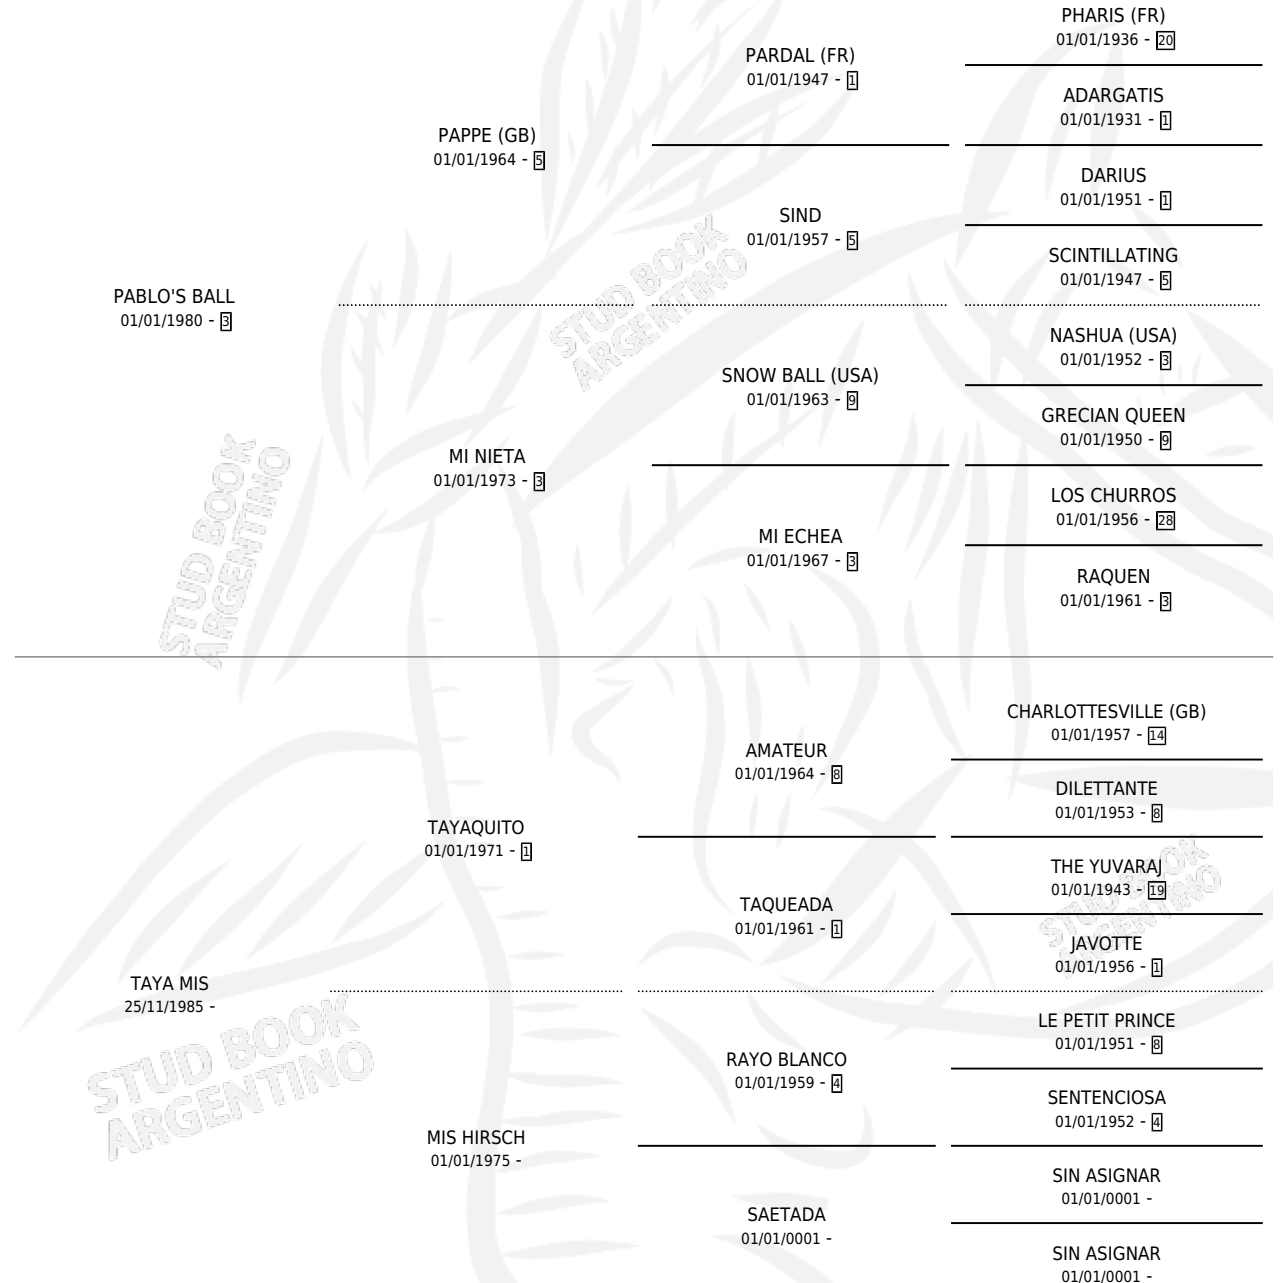 PHARIS (FR)
01/01/1936 - 20
PARDAL (FR)
01/01/1947 - 1
ADARGATIS
01/01/1931 - 1
PAPPE (GB)
01/01/1964 - 5
DARIUS
01/01/1951 - 1
SIND
01/01/1957 - 5
SCINTILLATING
01/01/1947 - 5
PABLO'S BALL
01/01/1980 - 3
NASHUA (USA)
01/01/1952 - 3
SNOW BALL (USA)
01/01/1963 - 9
GRECIAN QUEEN
01/01/1950 - 9
MI NIETA
01/01/1973 - 3
LOS CHURROS
01/01/1956 - 28
MI ECHEA
01/01/1967 - 3
RAQUEN
01/01/1961 - 3
STUD BOOK
ARGENTINO
STUD BOOK
ARGENTINO
CHARLOTTESVILLE (GB)
01/01/1957 - 14
AMATEUR
01/01/1964 - 8
DILETTANTE
01/01/1953 - 8
TAYAQUITO
01/01/1971 - 1
THE YUVARAJ
01/01/1943 - 19
TAQUEADA
01/01/1961 - 1
JAVOTTE
01/01/1956 - 1
TAYA MIS
25/11/1985 -
LE PETIT PRINCE
01/01/1951 - 8
RAYO BLANCO
01/01/1959 - 4
SENTENCIOSA
01/01/1952 - 4
MIS HIRSCH
01/01/1975 -
SIN ASIGNAR
01/01/0001 -
SAETADA
01/01/0001 -
SIN ASIGNAR
01/01/0001 -
STUD BOOK
ARGENTINO
STUD BOOK
ARGENTINO